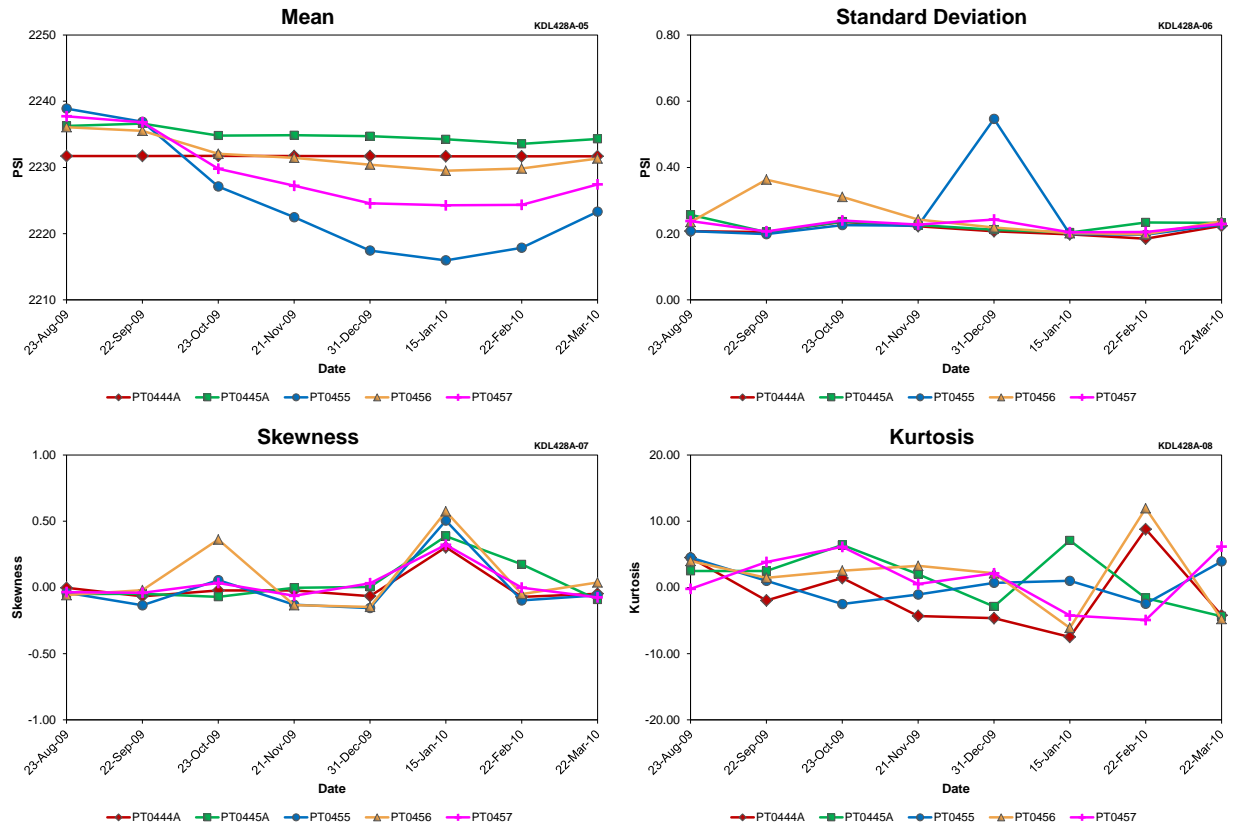 Mean
KDL428A-05
2250
2240
2230
2220
2210
PSI
23-Aug-09
22-Sep-09
23-Oct-09
21-Nov-09
31-Dec-09
15-Jan-10
22-Feb-10
22-Mar-10
Date
PT0444A PT0445A PT0455 PT0456 PT0457
Standard Deviation
KDL428A-06
0.80
0.60
0.40
0.20
0.00
PSI
23-Aug-09
22-Sep-09
23-Oct-09
21-Nov-09
31-Dec-09
15-Jan-10
22-Feb-10
22-Mar-10
Date
PT0444A PT0445A PT0455 PT0456 PT0457
Skewness
KDL428A-07
1.00
0.50
0.00
-0.50
-1.00
Skewness
23-Aug-09
22-Sep-09
23-Oct-09
21-Nov-09
31-Dec-09
15-Jan-10
22-Feb-10
22-Mar-10
Date
PT0444A PT0445A PT0455 PT0456 PT0457
Kurtosis
KDL428A-08
20.00
10.00
0.00
-10.00
-20.00
Kurtosis
23-Aug-09
22-Sep-09
23-Oct-09
21-Nov-09
31-Dec-09
15-Jan-10
22-Feb-10
22-Mar-10
Date
PT0444A PT0445A PT0455 PT0456 PT0457